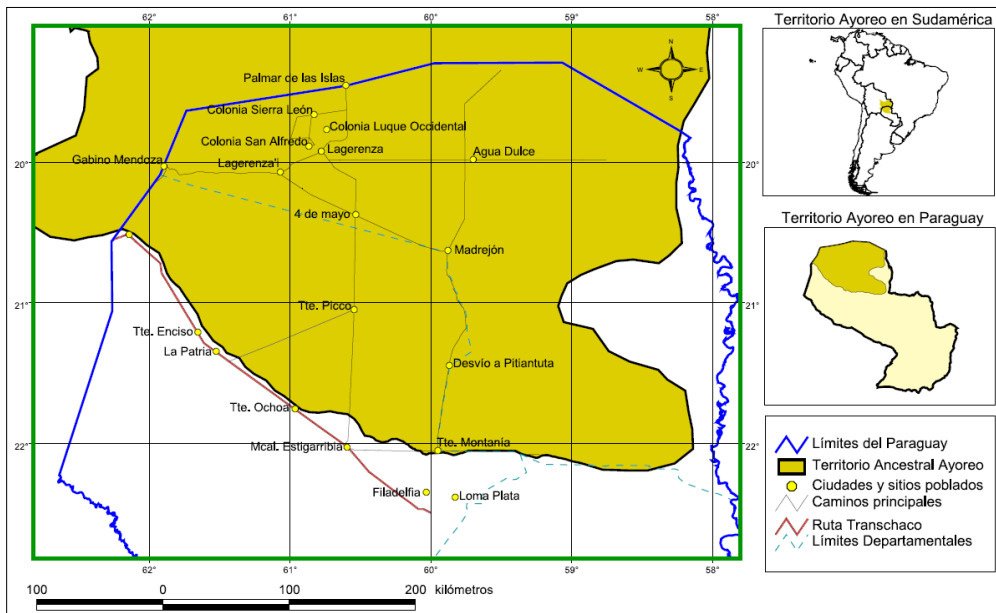 62°
61°
60°
59°
58°
Territorio Ayoreo en Sudamérica
N
W
E
S
Palmar de las Islas
Colonia Sierra León
Colonia Luque Occidental
Colonia San Alfredo
Lagerenza
Agua Dulce
Gabino Mendoza
Lagerenza'i
20°
20°
4 de mayo
Madrejón
Territorio Ayoreo en Paraguay
21°
21°
Tte. Picco
Tte. Enciso
La Patria
Desvío a Pitiantuta
Tte. Ochoa
Mcal. Estigarribia
Tte. Montanía
22°
22°
Filadelfia
Loma Plata
Límites del Paraguay
Territorio Ancestral Ayoreo
Ciudades y sitios poblados
Caminos principales
Ruta Transchaco
Límites Departamentales
62°
61°
60°
59°
58°
100
0
100
200
kilómetros